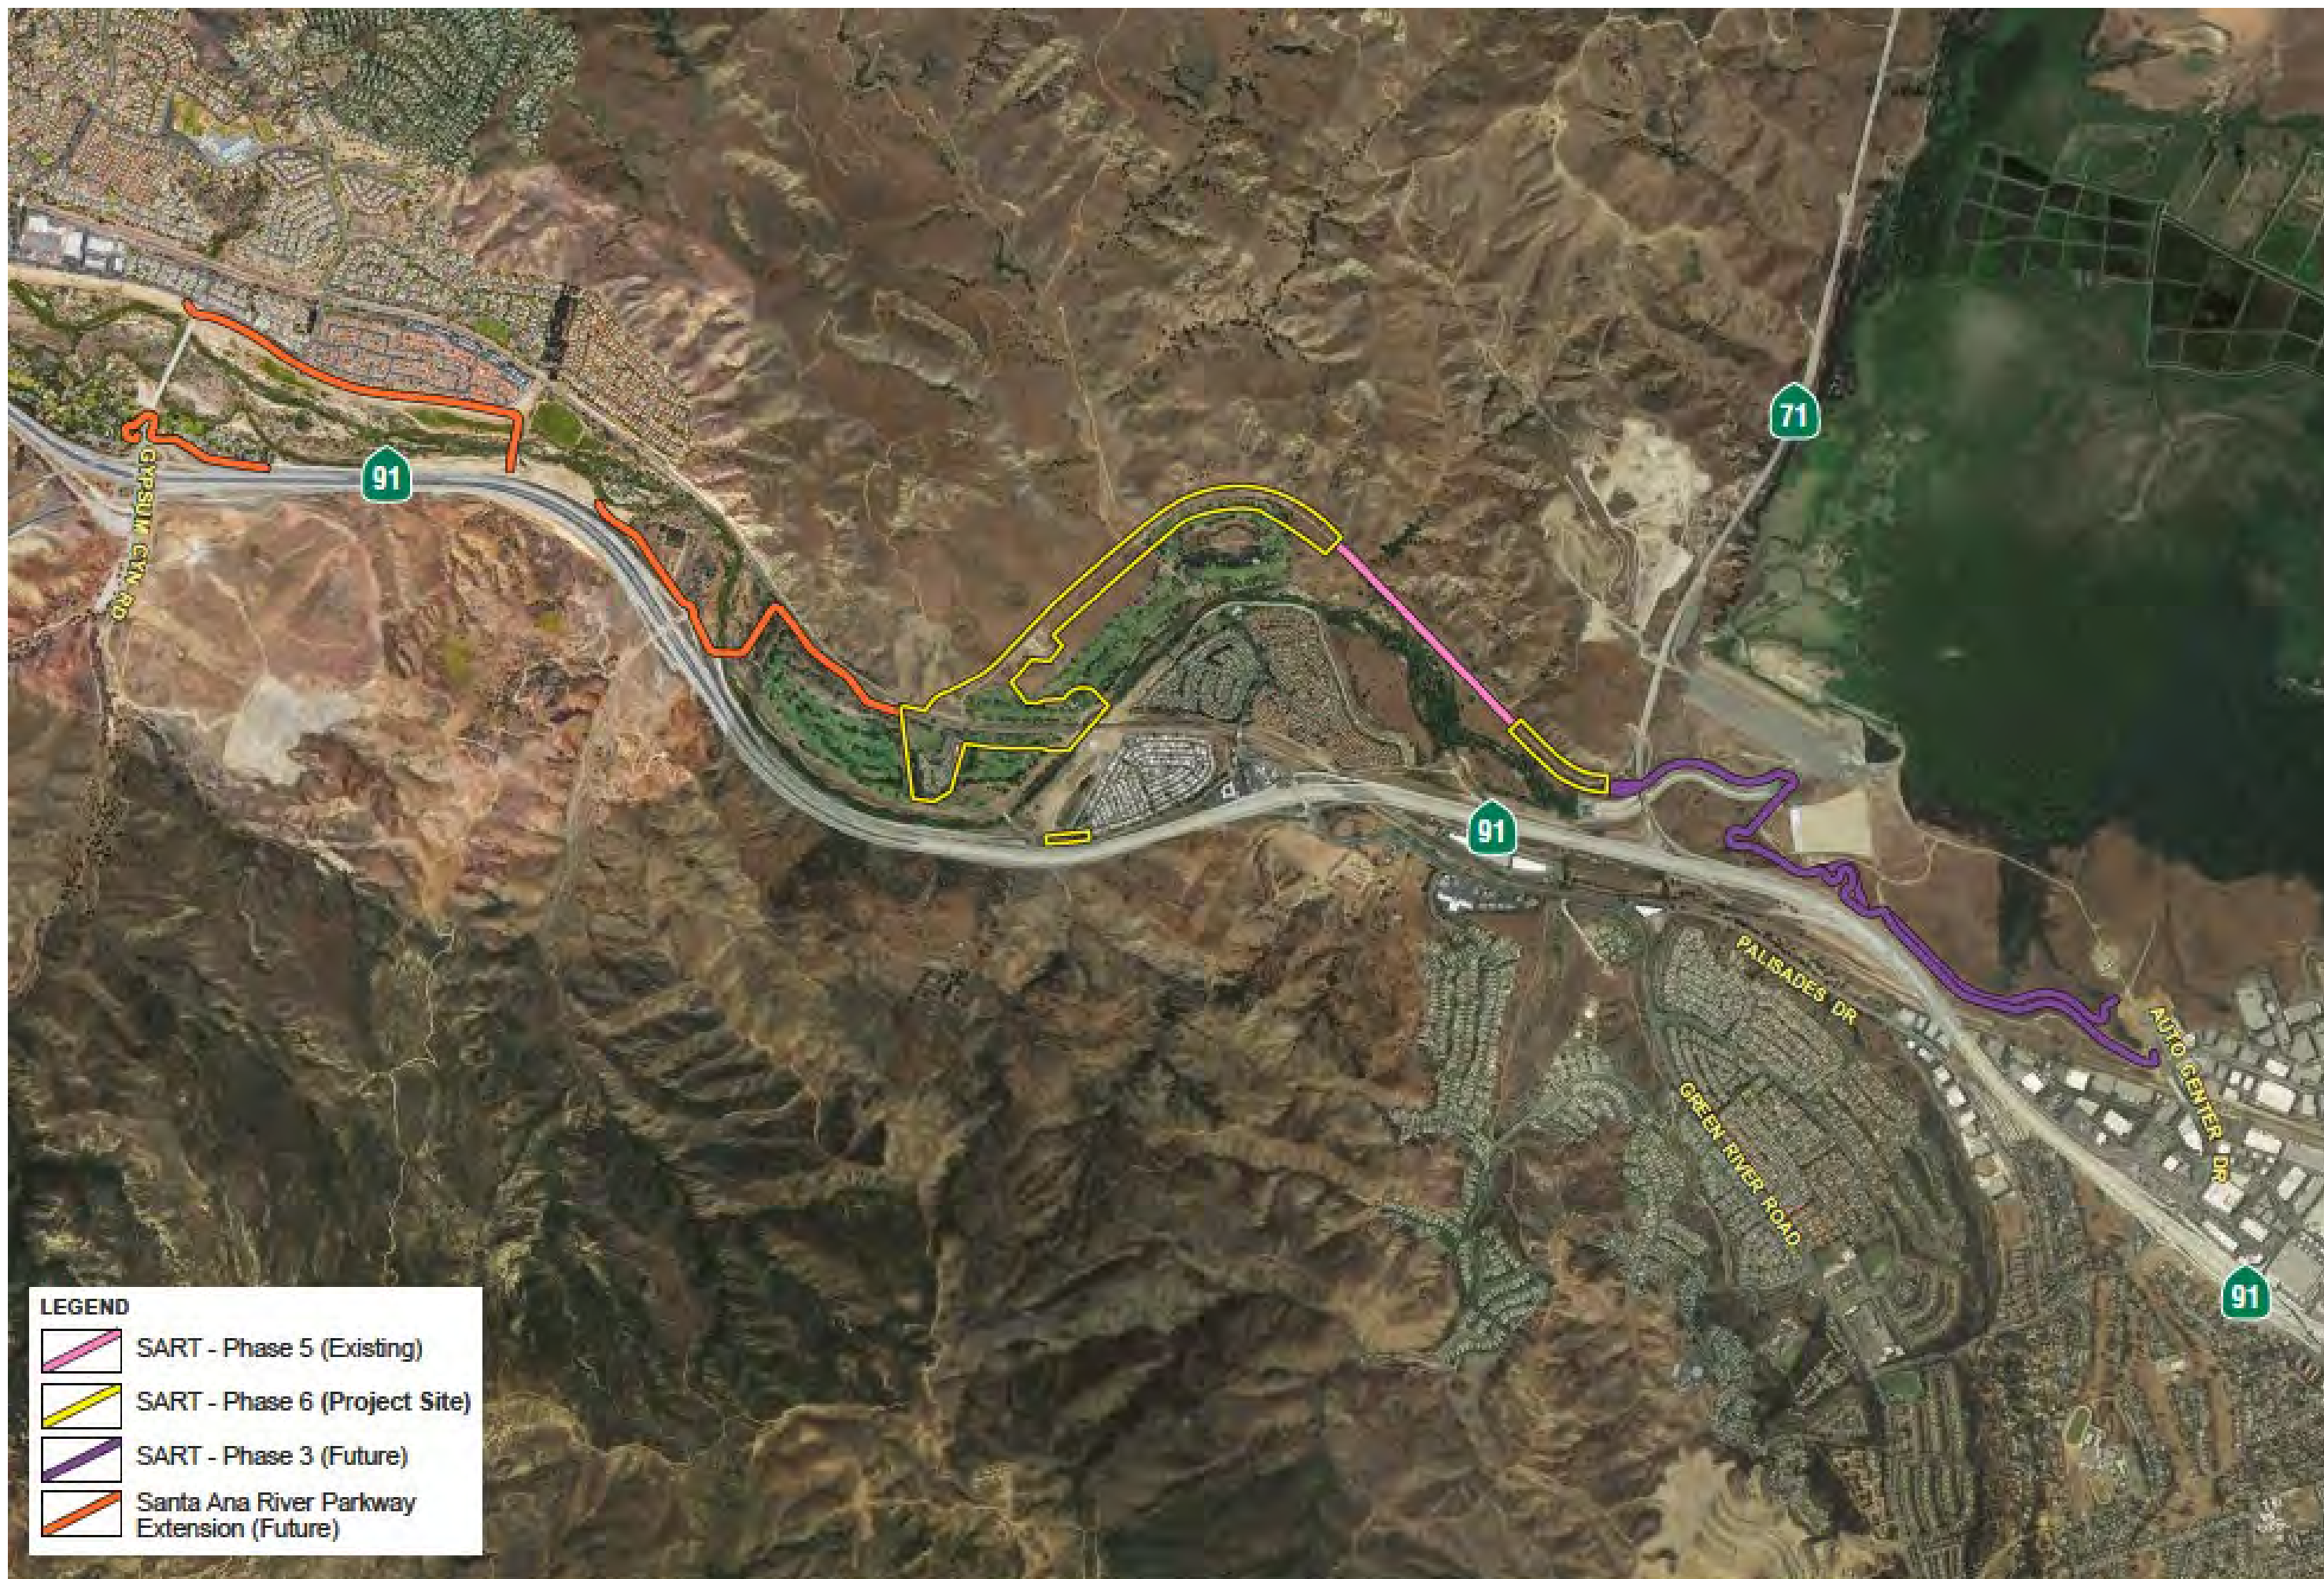 71
91
GYPSUM CYN RD
91
PALISADES DR
AUTO CENTER DR
GREEN RIVER ROAD
91
LEGEND
SART - Phase 5 (Existing)
SART - Phase 6 (Project Site)
SART - Phase 3 (Future)
Santa Ana River Parkway
Extension (Future)